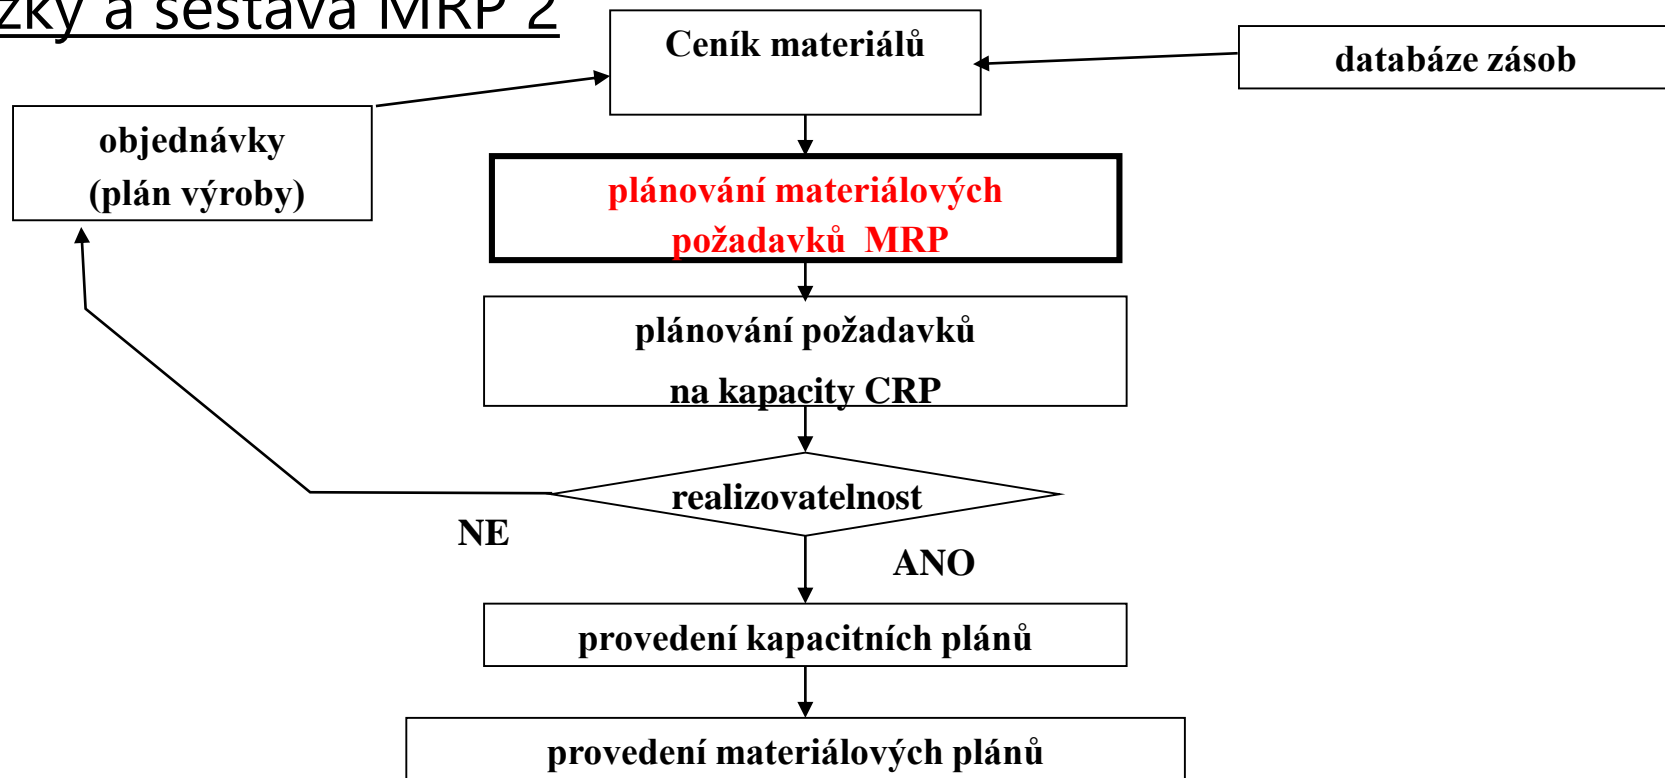 a sestava MRP 2
Ceník materiálů
databáze zásob
objednávky
(plán výroby)
plánování materiálových
požadavků MRP
plánování požadavků
na kapacity CRP
realizovatelnost
NE
ANO
provedení kapacitních plánů
provedení materiálových plánů